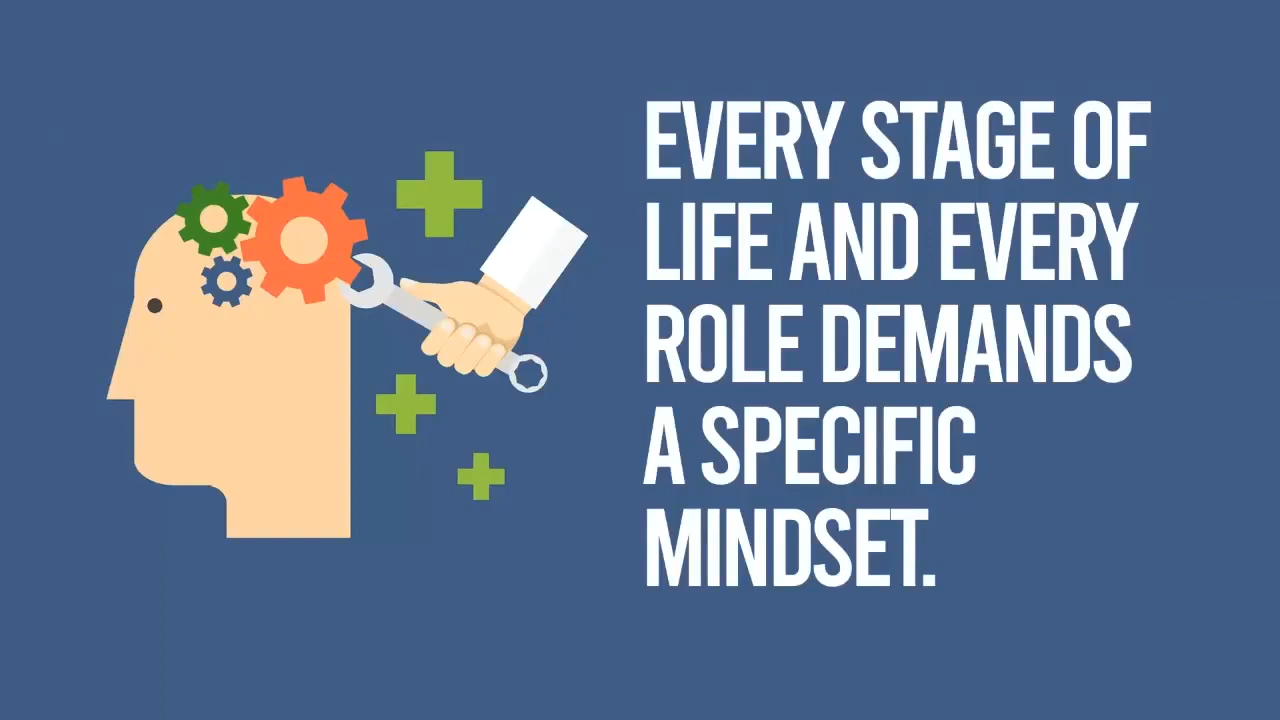 EVERY STAGE OF
LIFE AND EVERY
ROLE DEMANDS
A SPECIFIC
MINDSET.